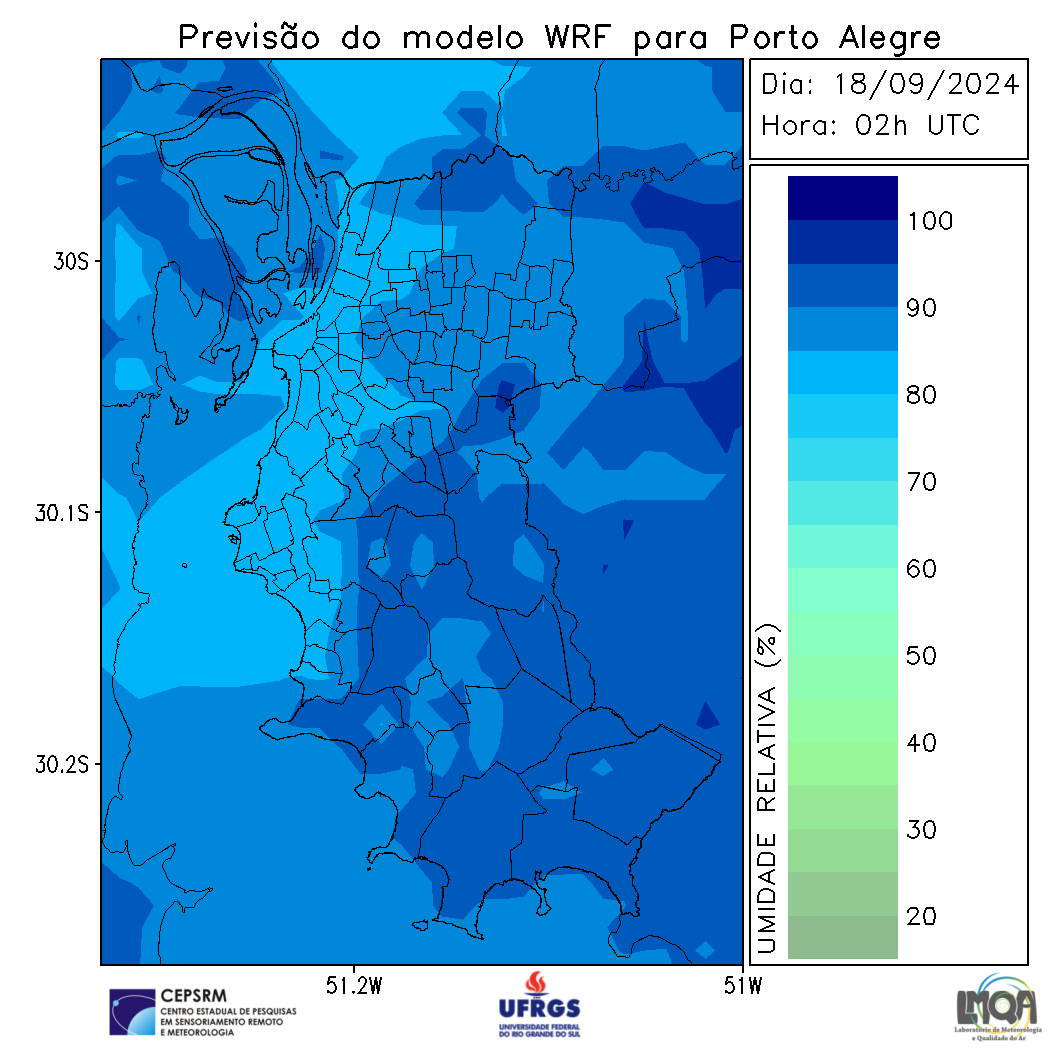 Previsão do modelo WRF para Porto Alegre
Dia: 18/09/2024
Hora: 02h UTC
30S
30.1S
30.2S
51.2W
51W
100
90
80
70
60
50
40
30
20
UMIDADE RELATIVA (%)
CEPSRM
CENTRO ESTADUAL DE PESQUISAS
EM SENSORIAMENTO REMOTO
E METEOROLOGIA
UFRGS
UNIVERSIDADE FEDERAL
DO RIO GRANDE DO SUL
LMQA
Laboratório de Meteorologia
e Qualidade do Ar